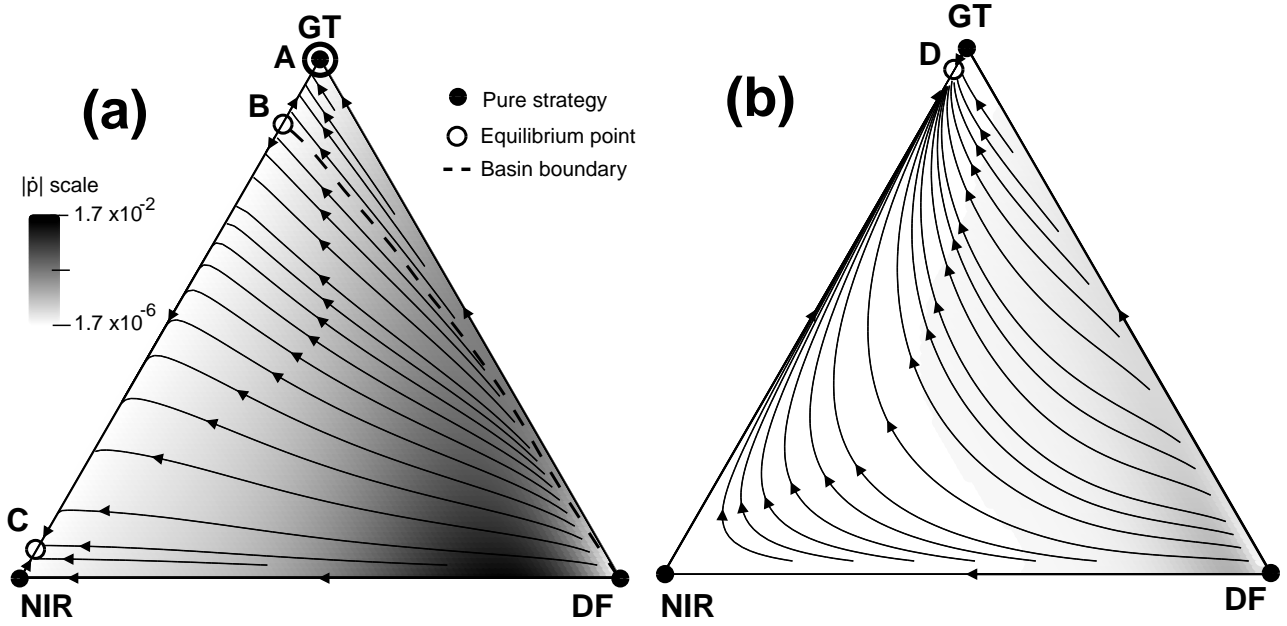 GT
A
(a)
B
Pure strategy
Equilibrium point
Basin boundary
|ṗ| scale
1.7 x10-2
1.7 x10-6
C
NIR
DF
GT
D
(b)
NIR
DF